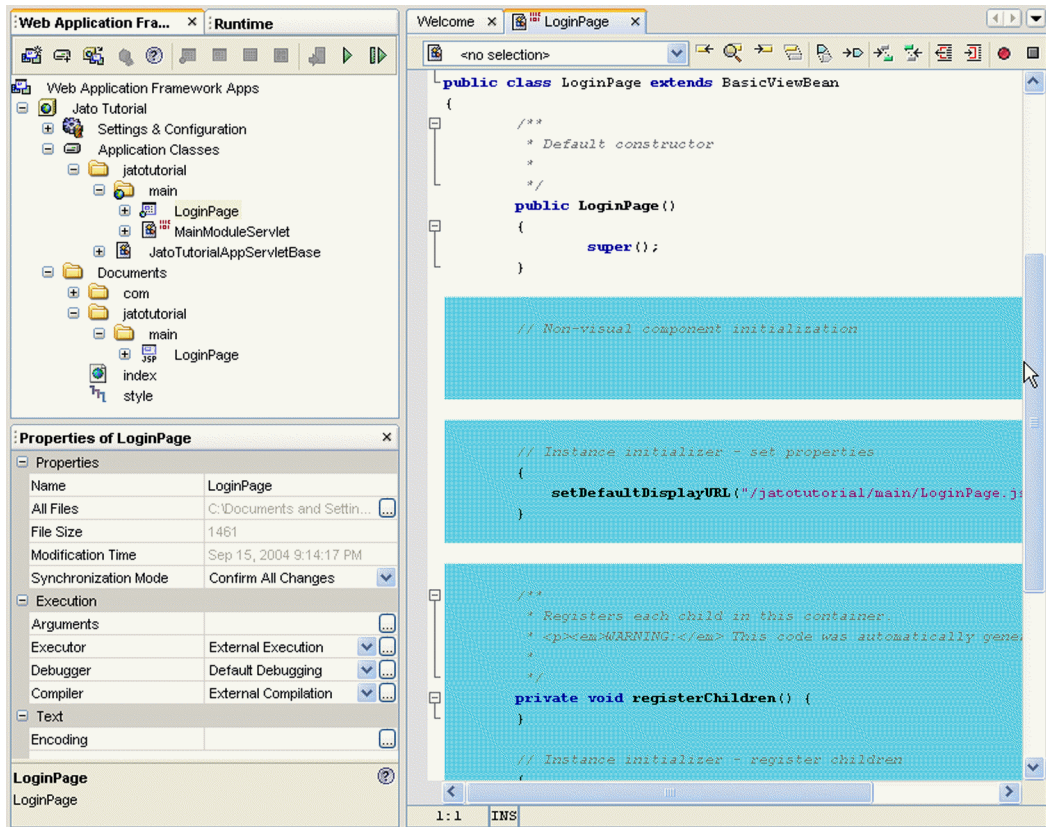 Web Application Fra... × Runtime
Web Application Framework Apps
Jato Tutorial
Settings & Configuration
Application Classes
jatotutorial
main
LoginPage
MainModuleServlet
JatoTutorialAppServletBase
Documents
com
jatotutorial
main
LoginPage
index
style
Properties of LoginPage ×
Properties
Name LoginPage
All Files C:\Documents and Settin... ...
File Size 1461
Modification Time Sep 15, 2004 9:14:17 PM
Synchronization Mode Confirm All Changes
Execution
Arguments ...
Executor External Execution ...
Debugger Default Debugging ...
Compiler External Compilation ...
Text
Encoding ...
LoginPage
LoginPage
Welcome × LoginPage ×
<no selection>
public class LoginPage extends BasicViewBean
{
/**
* Default constructor
*
*/
public LoginPage()
{
super();
}
// Non-visual component initialization
// Instance initializer - set properties
{
setDefaultDisplayURL("/jatotutorial/main/LoginPage.js
}
/**
* Registers each child in this container.
* <p><em>WARNING:</em> This code was automatically gene
*
*/
private void registerChildren() {
}
// Instance initializer - register children
{
1:1 INS